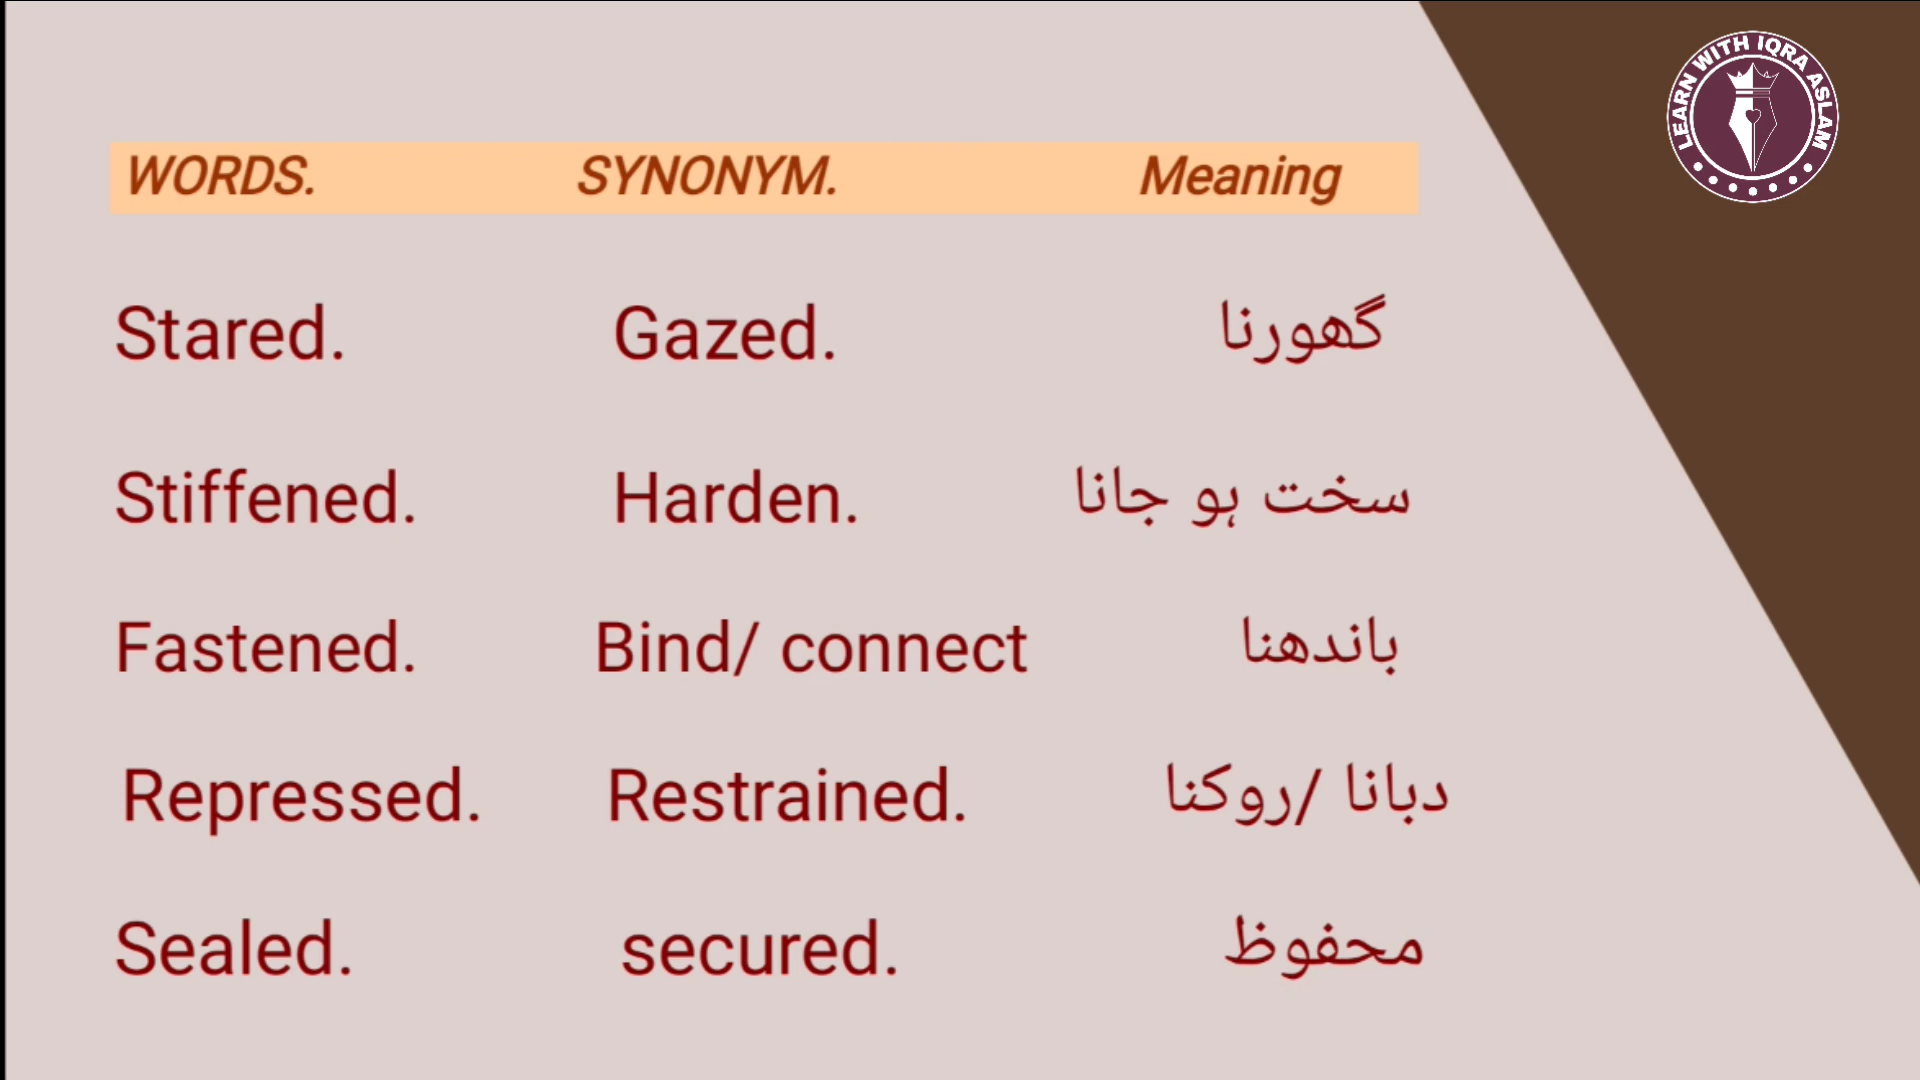 LEARN WITH IQRA ASLAM
WORDS. SYNONYM. Meaning
Stared. Gazed. گھورنا
Stiffened. Harden. سخت ہو جانا
Fastened. Bind/ connect باندھنا
Repressed. Restrained. دبانا /روکنا
Sealed. secured. محفوظ